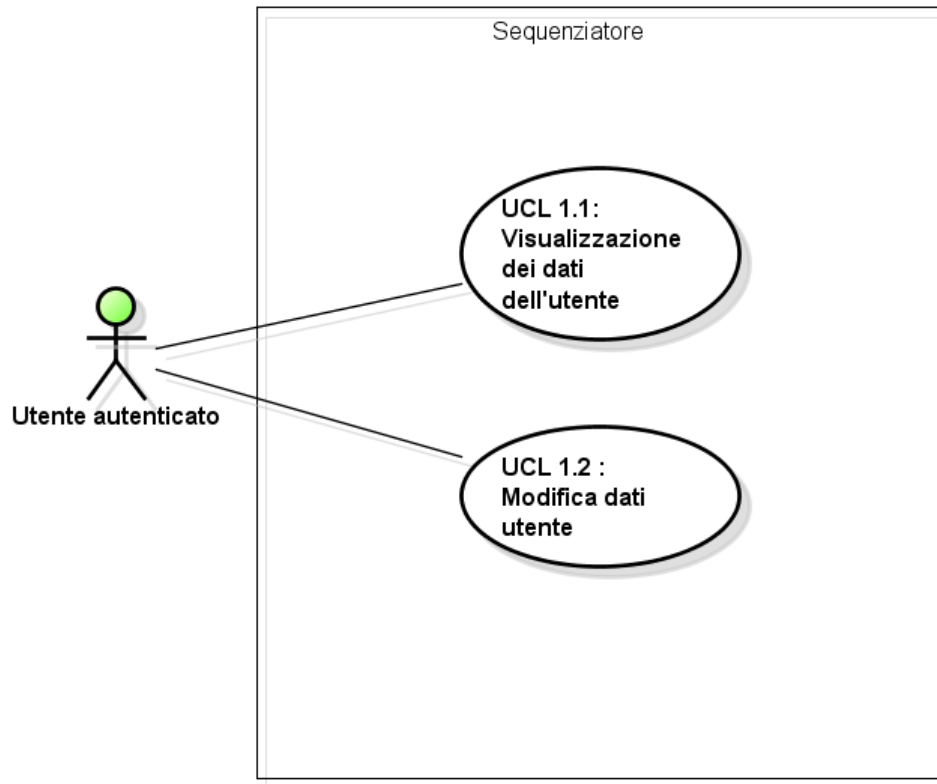 Sequenziatore
UCL 1.1:
Visualizzazione
dei dati
dell'utente
Utente autenticato
UCL 1.2 :
Modifica dati
utente